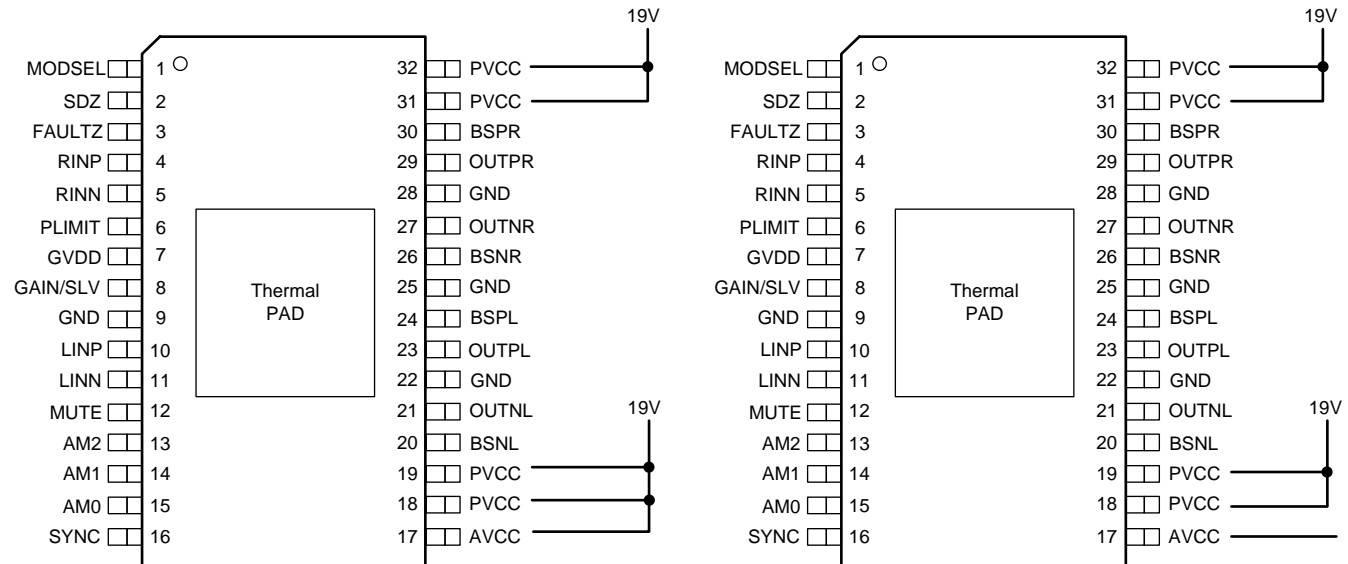 19V 19V
MODSEL 1 32 PVCC MODSEL 1 32 PVCC
SDZ 2 31 PVCC SDZ 2 31 PVCC
FAULTZ 3 30 BSPR FAULTZ 3 30 BSPR
RINP 4 29 OUTPR RINP 4 29 OUTPR
RINN 5 28 GND RINN 5 28 GND
PLIMIT 6 27 OUTNR PLIMIT 6 27 OUTNR
GVDD 7 26 BSNR GVDD 7 26 BSNR
GAIN/SLV 8 Thermal 25 GND GAIN/SLV 8 Thermal 25 GND
GND 9 PAD 24 BSPL GND 9 PAD 24 BSPL
LINP 10 23 OUTPL LINP 10 23 OUTPL
LINN 11 22 GND LINN 11 22 GND
MUTE 12 21 OUTNL 19V MUTE 12 21 OUTNL 19V
AM2 13 20 BSNL AM2 13 20 BSNL
AM1 14 19 PVCC AM1 14 19 PVCC
AM0 15 18 PVCC AM0 15 18 PVCC
SYNC 16 17 AVCC SYNC 16 17 AVCC